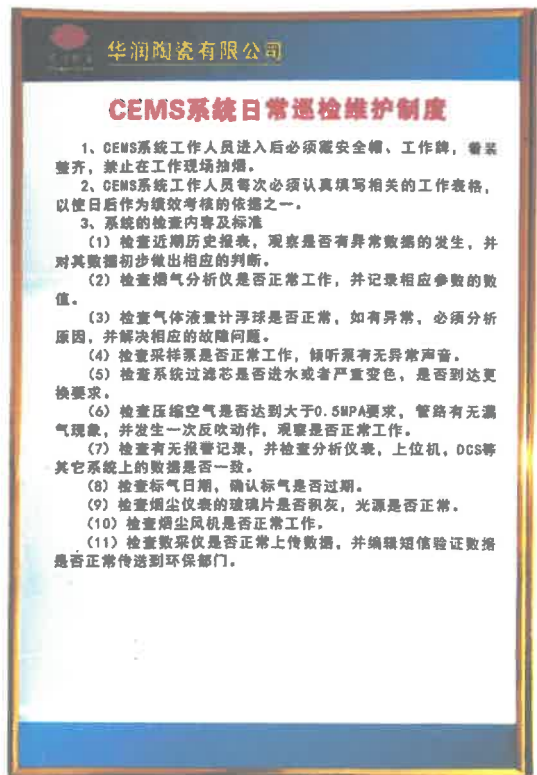 华润陶瓷有限公司
CEMS系统日常巡检维护制度
1、CEMS系统工作人员进入后必须戴安全帽、工作牌，着装
整齐，禁止在工作现场抽烟。
2、CEMS系统工作人员每次必须认真填写相关的工作表格，
以便日后作为绩效考核的依据之一。
3、系统的检查内容及标准
（1）检查近期历史报表，观察是否有异常数据的发生，并
对其数据初步做出相应的判断。
（2）检查烟气分析仪是否正常工作，并记录相应参数的数
值。
（3）检查气体流量计浮球是否正常，如有异常，必须分析
原因，并解决相应的故障问题。
（4）检查采样泵是否正常工作，倾听泵有无异常声音。
（5）检查系统过滤芯是否进水或者严重变色，是否到达更
换要求。
（6）检查压缩空气是否达到大于0.5MPA要求，管路有无漏
气现象，并发生一次反吹动作，观察是否正常工作。
（7）检查有无报警记录，并检查分析仪表，上位机，DCS等
其它系统上的数据是否一致。
（8）检查标气日期，确认标气是否过期。
（9）检查烟尘仪表的玻璃片是否积灰，光源是否正常。
（10）检查烟尘风机是否正常工作。
（11）检查数采仪是否正常上传数据，并编辑短信验证数据
是否正常传送到环保部门。